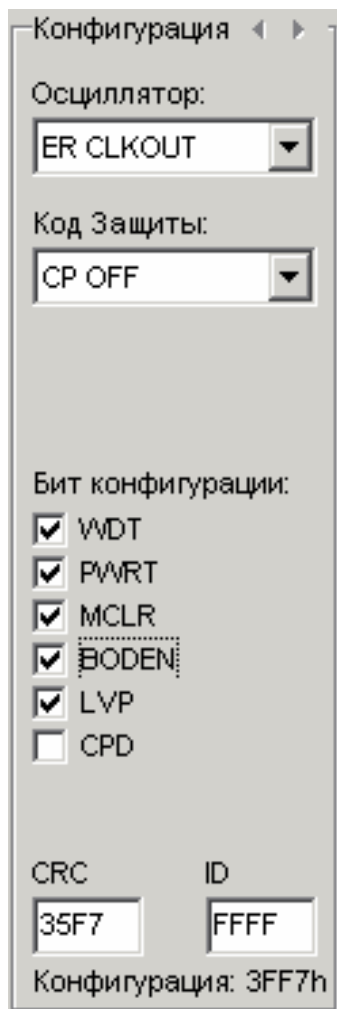 Конфигурация
Осциллятор:
ER CLKOUT
Код Защиты:
CP OFF
Бит конфигурации:
WDT
PWRT
MCLR
BODEN
LVP
CPD
CRC ID
35F7 FFFF
Конфигурация: 3FF7h